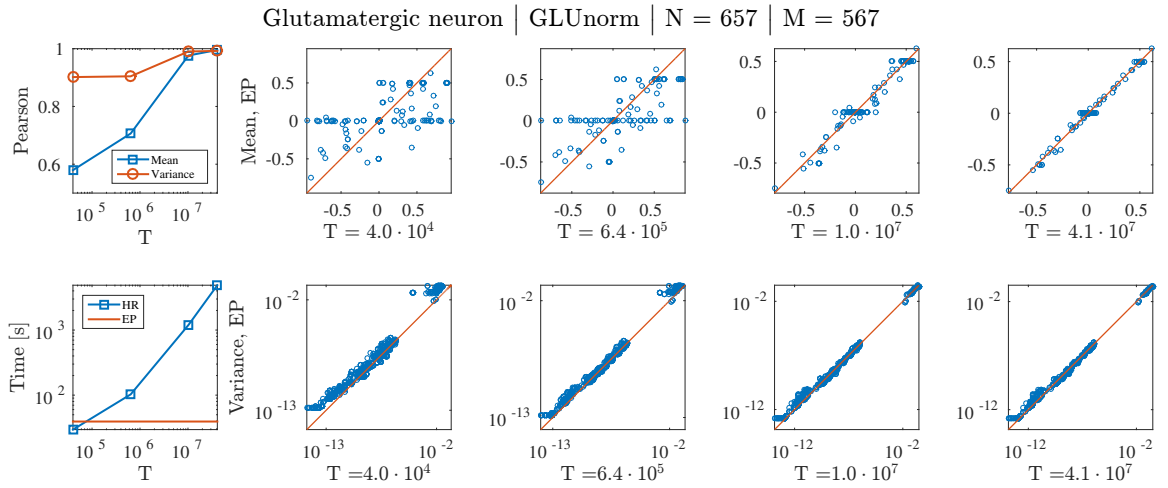 Glutamatergic neuron | GLUnorm | N = 657 | M = 567
Pearson
1
0.8
0.6
Mean
Variance
10^5 10^6 10^7
T
Mean, EP
0.5
0
-0.5
-0.5 0 0.5
T = 4.0 · 10^4
0.5
0
-0.5
-0.5 0 0.5
T = 6.4 · 10^5
0.5
0
-0.5
-0.5 0 0.5
T = 1.0 · 10^7
0.5
0
-0.5
-0.5 0 0.5
T = 4.1 · 10^7
Time [s]
10^3
10^2
HR
EP
10^5 10^6 10^7
T
Variance, EP
10^-2
10^-13
10^-13 10^-2
T =4.0 · 10^4
10^-2
10^-13
10^-13 10^-2
T =6.4 · 10^5
10^-2
10^-12
10^-12 10^-2
T =1.0 · 10^7
10^-2
10^-12
10^-12 10^-2
T =4.1 · 10^7